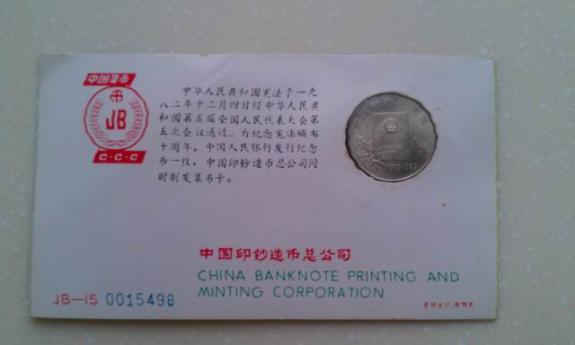 中国集币
JB
C·C·C
中华人民共和国宪法于一九
八二年十二月四日经中华人民共
和国第五届全国人民代表大会第
五次会议通过。为纪念宪法颁布
十周年，中国人民银行发行纪念
币一枚，中国印钞造币总公司同
时制发集币卡。
中国印钞造币总公司
CHINA BANKNOTE PRINTING AND
MINTING CORPORATION
JB-15 0015498